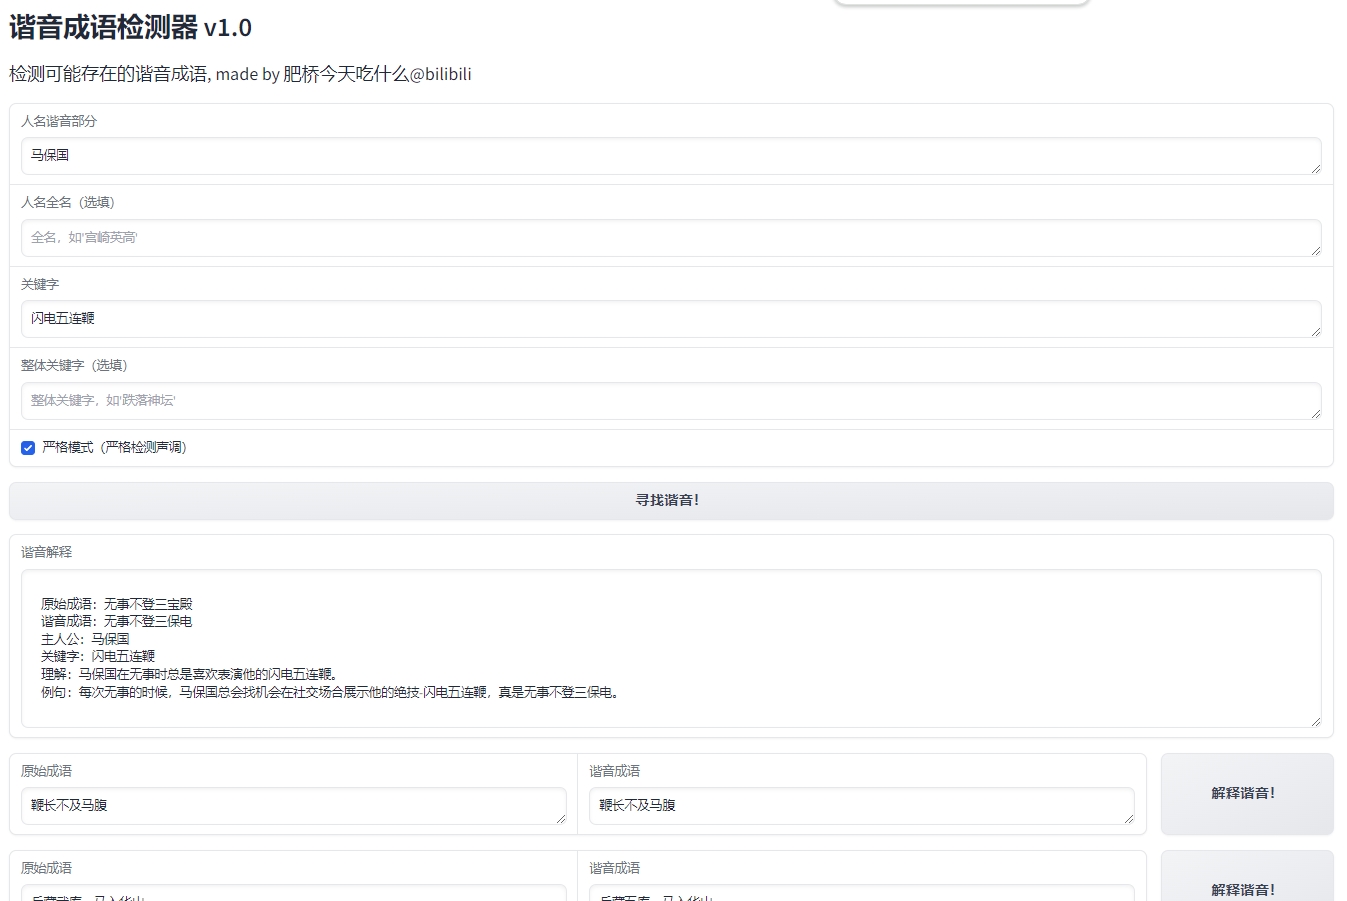 谐音成语检测器 v1.0
检测可能存在的谐音成语, made by 肥桥今天吃什么@bilibili
人名谐音部分
马保国
人名全名（选填）
全名，如'宫崎英高'
关键字
闪电五连鞭
整体关键字（选填）
整体关键字，如'跌落神坛'
严格模式（严格检测声调）
寻找谐音！
谐音解释
原始成语：无事不登三宝殿
谐音成语：无事不登三保电
主人公：马保国
关键字：闪电五连鞭
理解：马保国在无事时总是喜欢表演他的闪电五连鞭。
例句：每次无事的时候，马保国总会找机会在社交场合展示他的绝技-闪电五连鞭，真是无事不登三保电。
原始成语
谐音成语
鞭长不及马腹
鞭长不及马腹
解释谐音！
原始成语
谐音成语
解释谐音！